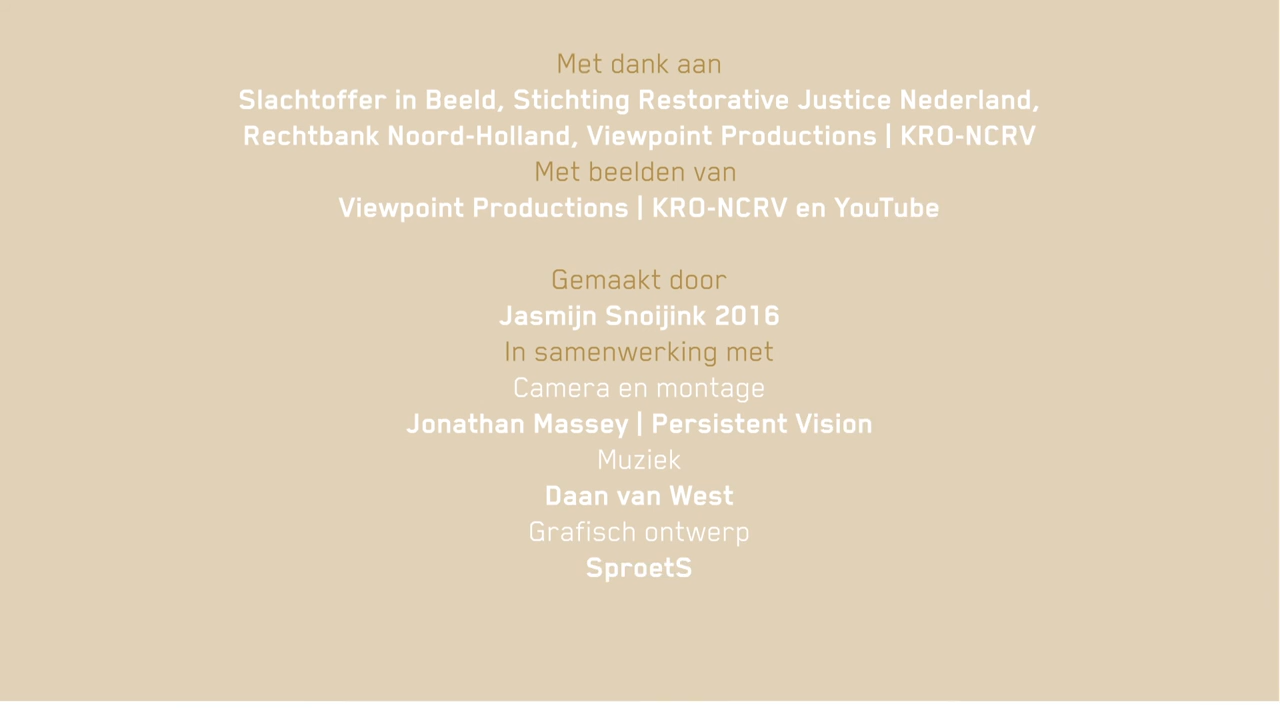 Met dank aan
Slachtoffer in Beeld, Stichting Restorative Justice Nederland,
Rechtbank Noord-Holland, Viewpoint Productions | KRO-NCRV
Met beelden van
Viewpoint Productions | KRO-NCRV en YouTube
Gemaakt door
Jasmijn Snoijink 2016
In samenwerking met
Camera en montage
Jonathan Massey | Persistent Vision
Muziek
Daan van West
Grafisch ontwerp
SproetS